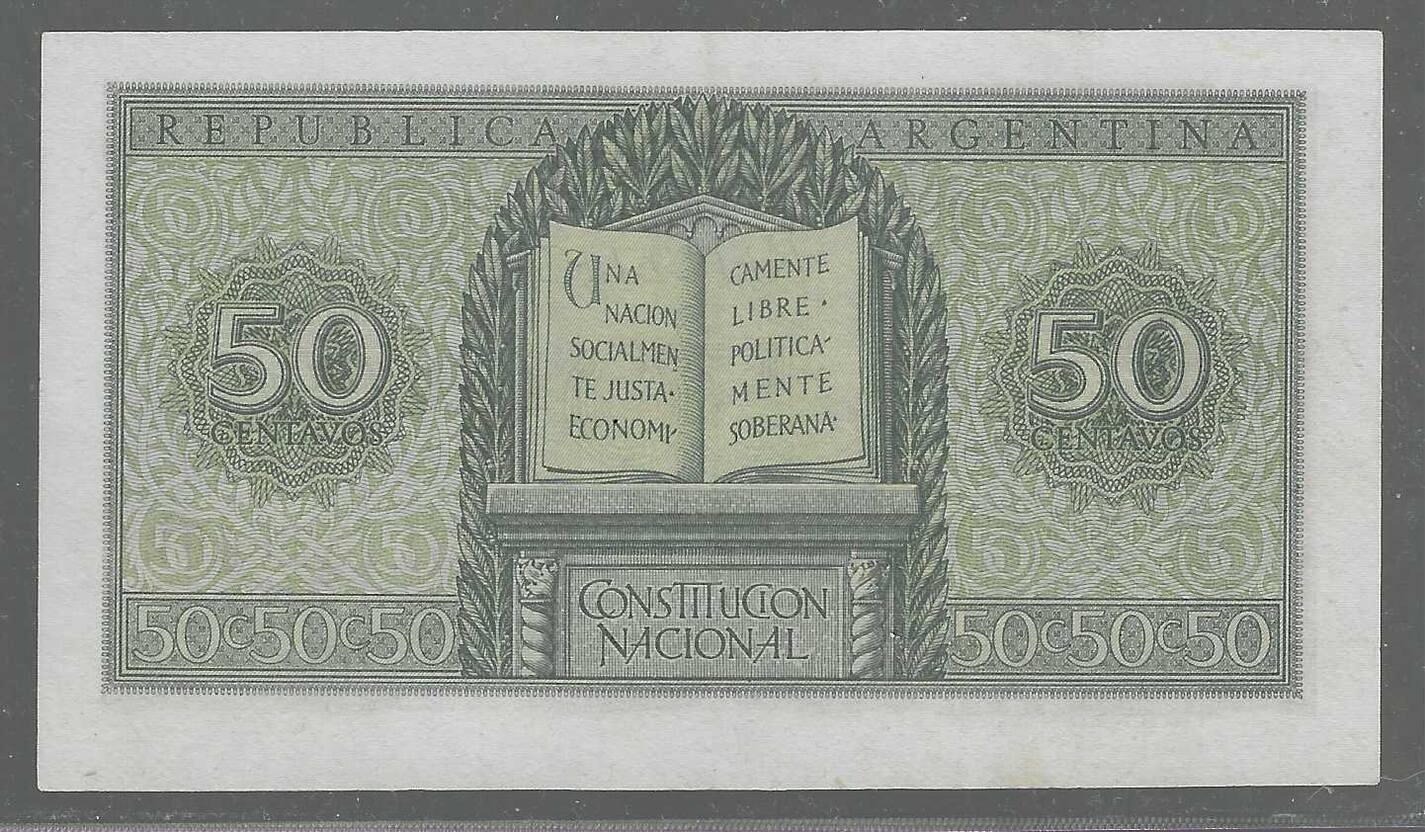 REPUBLICA ARGENTINA
UNA
NACION
SOCIALMEN
TE JUSTA·
ECONOMI-
CAMENTE
LIBRE·
POLITICA-
MENTE
SOBERANA·
50
CENTAVOS
50
CENTAVOS
CONSTITUCION
NACIONAL
50C50C50
50C50C50